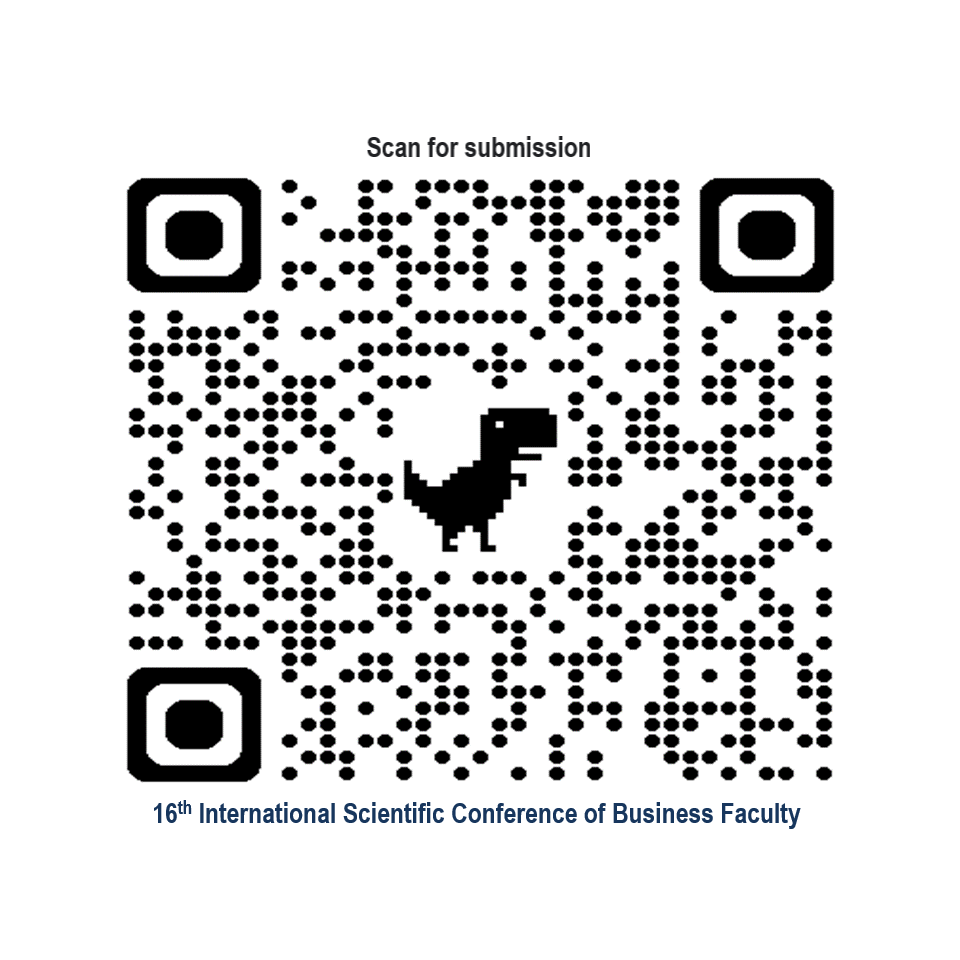 Scan for submission
16th International Scientific Conference of Business Faculty